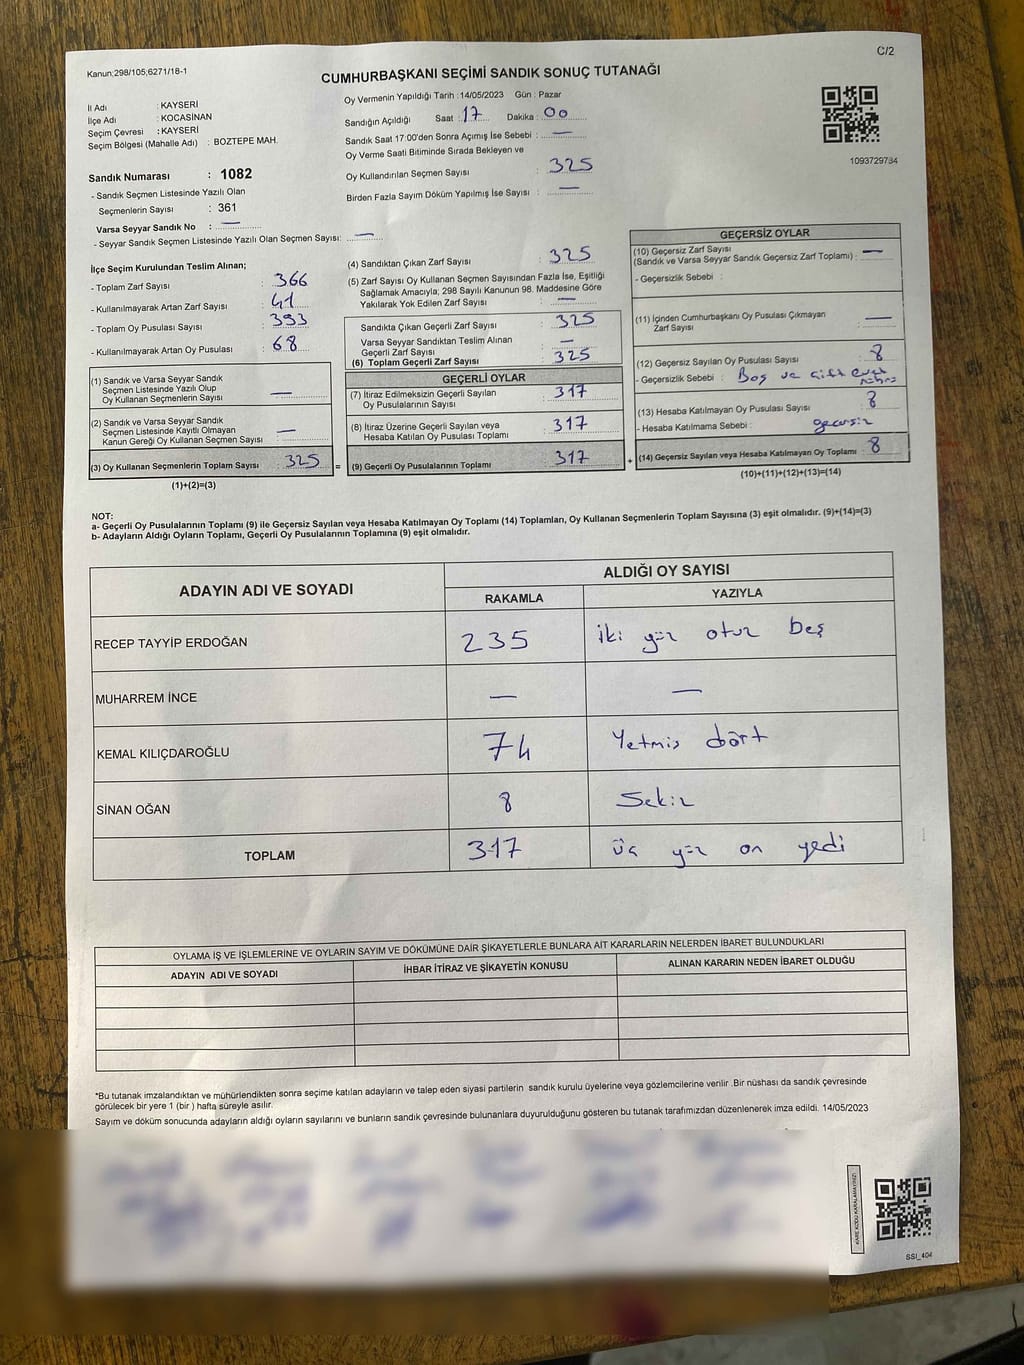 Kanun;298/105;6271/18-1
C/2
CUMHURBAŞKANI SEÇİMİ SANDIK SONUÇ TUTANAĞI
İl Adı : KAYSERİ
İlçe Adı : KOCASİNAN
Seçim Çevresi : KAYSERİ
Seçim Bölgesi (Mahalle Adı) : BOZTEPE MAH.
Sandık Numarası : 1082
- Sandık Seçmen Listesinde Yazılı Olan
Seçmenlerin Sayısı : 361
Varsa Seyyar Sandık No : —
- Seyyar Sandık Seçmen Listesinde Yazılı Olan Seçmen Sayısı: —
Oy Vermenin Yapıldığı Tarih :14/05/2023 Gün : Pazar
Sandığın Açıldığı Saat : 17 Dakika : 00
Sandık Saat 17:00'den Sonra Açımış İse Sebebi : —
Oy Verme Saati Bitiminde Sırada Bekleyen ve
Oy Kullandırılan Seçmen Sayısı : 325
Birden Fazla Sayım Döküm Yapılmış İse Sayısı : —
1093729734
İlçe Seçim Kurulundan Teslim Alınan;
- Toplam Zarf Sayısı : 366
- Kullanılmayarak Artan Zarf Sayısı : 41
- Toplam Oy Pusulası Sayısı : 393
- Kullanılmayarak Artan Oy Pusulası : 68
(1) Sandık ve Varsa Seyyar Sandık
Seçmen Listesinde Yazılı Olup
Oy Kullanan Seçmenlerin Sayısı : —
(2) Sandık ve Varsa Seyyar Sandık
Seçmen Listesinde Kayıtlı Olmayan
Kanun Gereği Oy Kullanan Seçmen Sayısı : —
(3) Oy Kullanan Seçmenlerin Toplam Sayısı : 325 =
(1)+(2)=(3)
(4) Sandıktan Çıkan Zarf Sayısı : 325
(5) Zarf Sayısı Oy Kullanan Seçmen Sayısından Fazla İse, Eşitliği
Sağlamak Amacıyla; 298 Sayılı Kanunun 98. Maddesine Göre
Yakılarak Yok Edilen Zarf Sayısı : —
Sandıkta Çıkan Geçerli Zarf Sayısı : 325
Varsa Seyyar Sandıktan Teslim Alınan
Geçerli Zarf Sayısı : —
(6) Toplam Geçerli Zarf Sayısı : 325
GEÇERLİ OYLAR
(7) İtiraz Edilmeksizin Geçerli Sayılan
Oy Pusulalarının Sayısı : 317
(8) İtiraz Üzerine Geçerli Sayılan veya
Hesaba Katılan Oy Pusulası Toplamı : 317
(9) Geçerli Oy Pusulalarının Toplamı : 317 +
GEÇERSİZ OYLAR
(10) Geçersiz Zarf Sayısı
(Sandık ve Varsa Seyyar Sandık Geçersiz Zarf Toplamı) : —
- Geçersizlik Sebebi :
(11) İçinden Cumhurbaşkanı Oy Pusulası Çıkmayan
Zarf Sayısı : —
(12) Geçersiz Sayılan Oy Pusulası Sayısı : 8
- Geçersizlik Sebebi : Boş ve çift evet
(13) Hesaba Katılmayan Oy Pusulası Sayısı : 8
- Hesaba Katılmama Sebebi : geçersiz
(14) Geçersiz Sayılan veya Hesaba Katılmayan Oy Toplamı : 8
(10)+(11)+(12)+(13)=(14)
NOT:
a- Geçerli Oy Pusulalarının Toplamı (9) ile Geçersiz Sayılan veya Hesaba Katılmayan Oy Toplamı (14) Toplamları, Oy Kullanan Seçmenlerin Toplam Sayısına (3) eşit olmalıdır. (9)+(14)=(3)
b- Adayların Aldığı Oyların Toplamı, Geçerli Oy Pusulalarının Toplamına (9) eşit olmalıdır.
ADAYIN ADI VE SOYADI
ALDIĞI OY SAYISI
RAKAMLA YAZIYLA
RECEP TAYYİP ERDOĞAN 235 iki yüz otuz beş
MUHARREM İNCE — —
KEMAL KILIÇDAROĞLU 74 Yetmiş dört
SİNAN OĞAN 8 Sekiz
TOPLAM 317 üç yüz on yedi
OYLAMA İŞ VE İŞLEMLERİNE VE OYLARIN SAYIM VE DÖKÜMÜNE DAİR ŞİKAYETLERLE BUNLARA AİT KARARLARIN NELERDEN İBARET BULUNDUKLARI
ADAYIN ADI VE SOYADI İHBAR İTİRAZ VE ŞİKAYETİN KONUSU ALINAN KARARIN NEDEN İBARET OLDUĞU
*Bu tutanak imzalandıktan ve mühürlendikten sonra seçime katılan adayların ve talep eden siyasi partilerin sandık kurulu üyelerine veya gözlemcilerine verilir .Bir nüshası da sandık çevresinde
görülecek bir yere 1 (bir ) hafta süreyle asılır.
Sayım ve döküm sonucunda adayların aldığı oyların sayılarını ve bunların sandık çevresinde bulunanlara duyurulduğunu gösteren bu tutanak tarafımızdan düzenlenerek imza edildi. 14/05/2023
KARE KODU KARALAMAYINIZ!
SSI_404